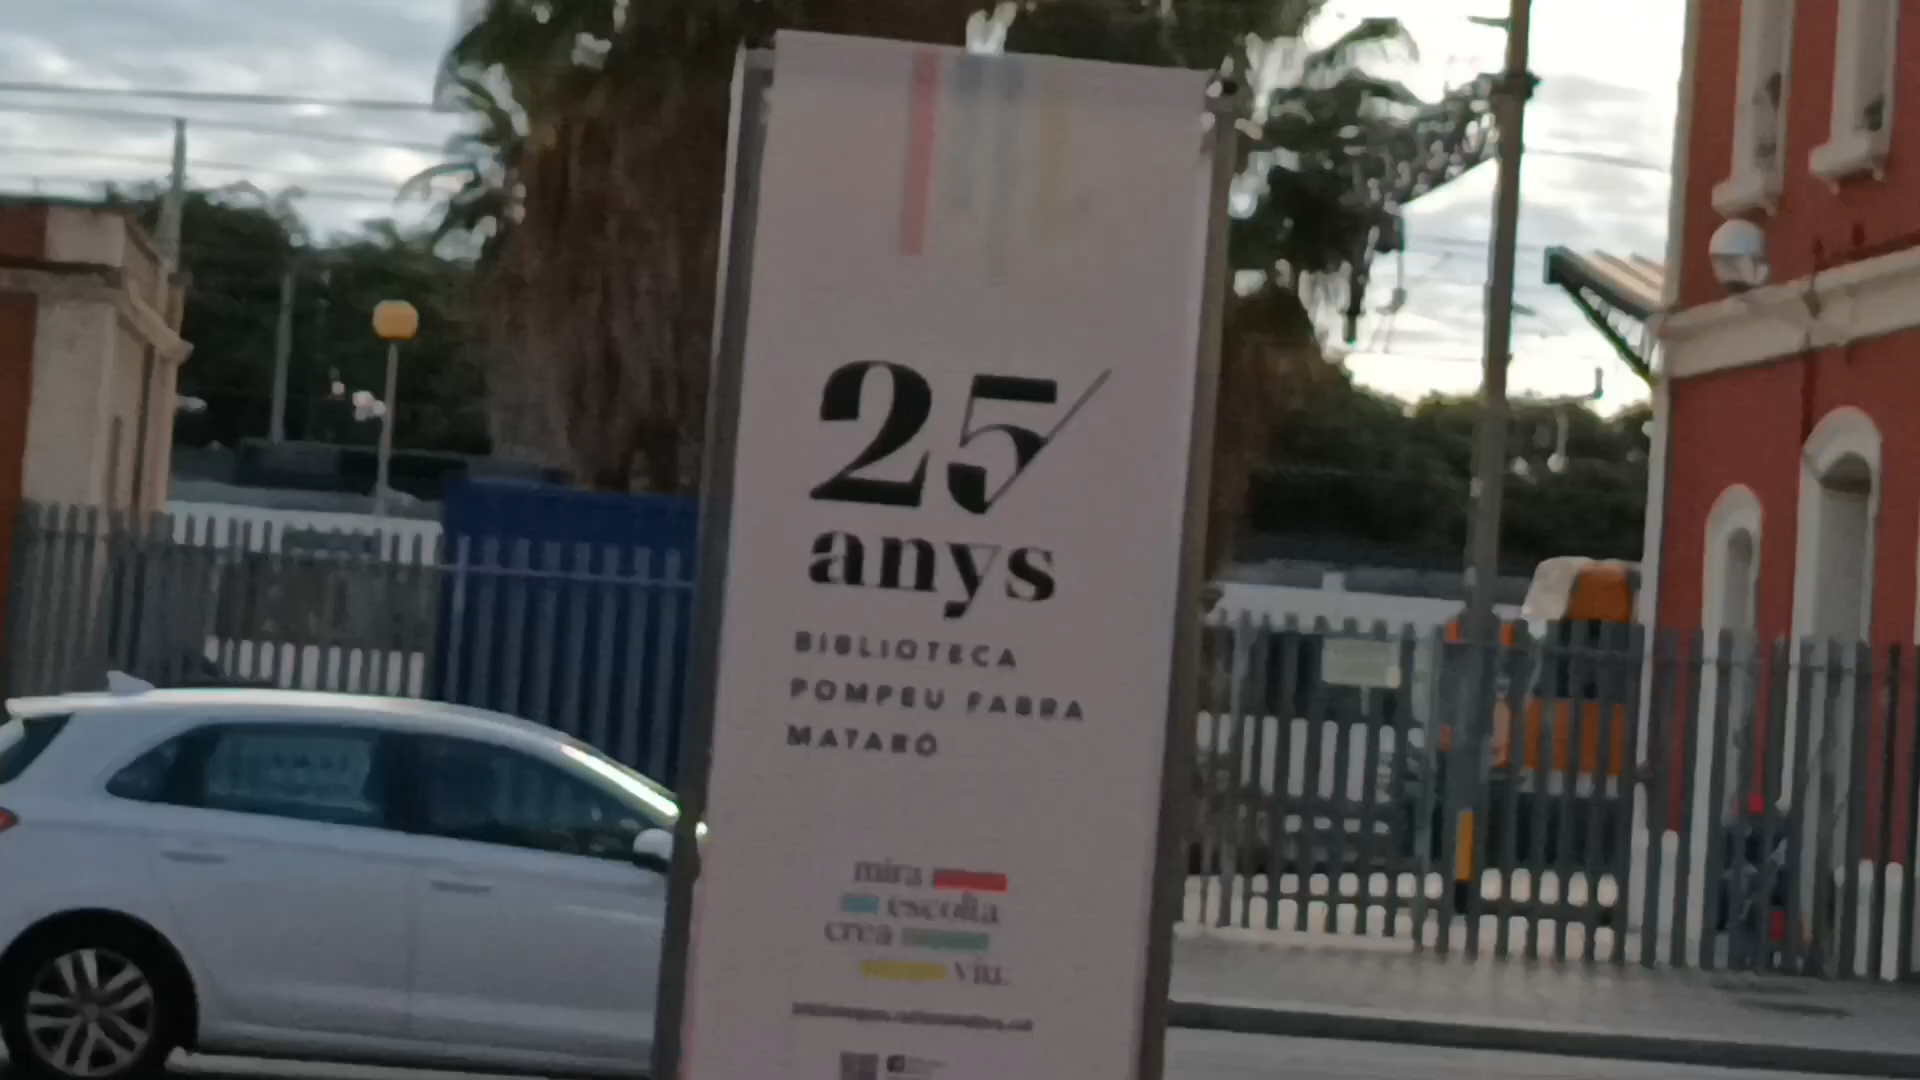 25
anys
BIBLIOTECA
POMPEU FABRA
MATARÓ
mira
escolta
crea
viu.